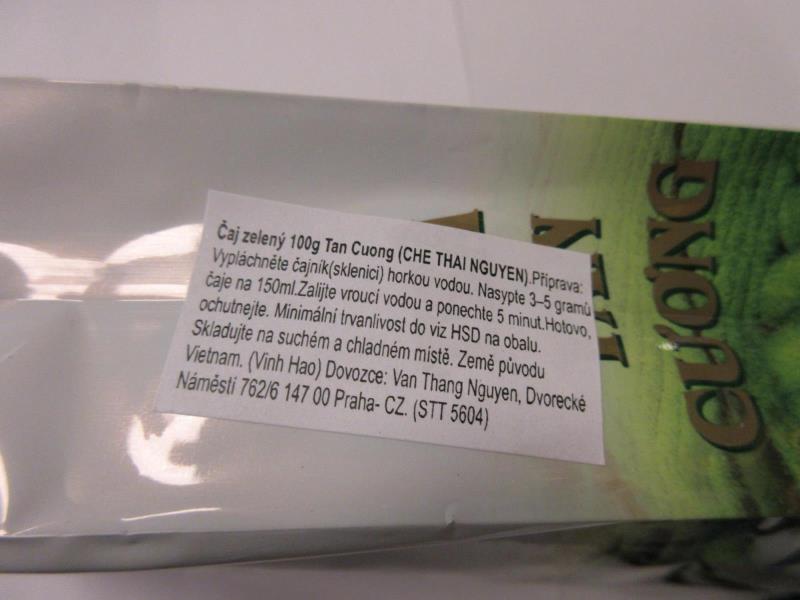 Čaj zelený 100g Tan Cuong (CHE THAI NGUYEN).Příprava:
Vypláchněte čajník(sklenici) horkou vodou. Nasypte 3–5 gramů
čaje na 150ml.Zalijte vroucí vodou a ponechte 5 minut.Hotovo,
ochutnejte. Minimální trvanlivost do viz HSD na obalu.
Skladujte na suchém a chladném místě. Země původu
Vietnam. (Vinh Hao) Dovozce: Van Thang Nguyen, Dvorecké
Náměstí 762/6 147 00 Praha- CZ. (STT 5604)
CƯƠNG